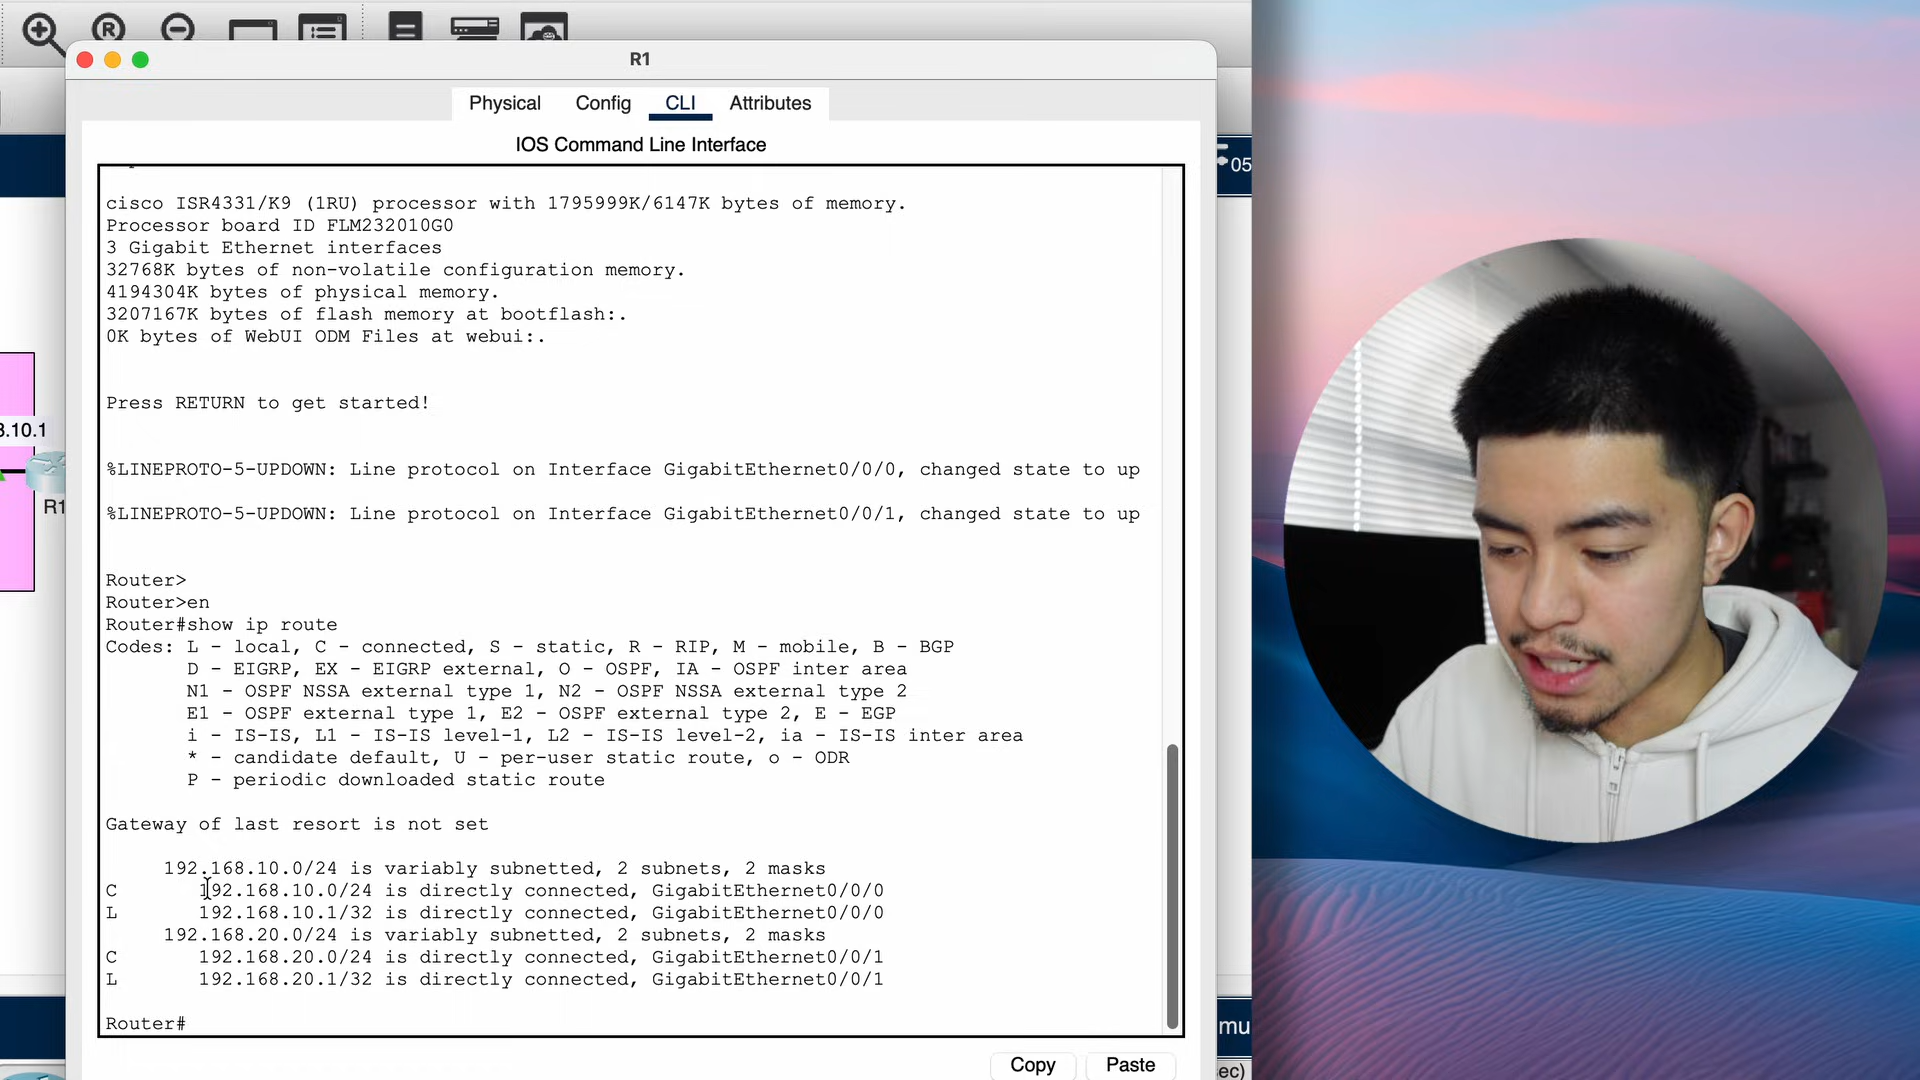 R
R1
Physical Config CLI Attributes
IOS Command Line Interface
05
cisco ISR4331/K9 (1RU) processor with 1795999K/6147K bytes of memory.
Processor board ID FLM232010G0
3 Gigabit Ethernet interfaces
32768K bytes of non-volatile configuration memory.
4194304K bytes of physical memory.
3207167K bytes of flash memory at bootflash:.
0K bytes of WebUI ODM Files at webui:.
Press RETURN to get started!
3.10.1
%LINEPROTO-5-UPDOWN: Line protocol on Interface GigabitEthernet0/0/0, changed state to up
R1
%LINEPROTO-5-UPDOWN: Line protocol on Interface GigabitEthernet0/0/1, changed state to up
Router>
Router>en
Router#show ip route
Codes: L - local, C - connected, S - static, R - RIP, M - mobile, B - BGP
D - EIGRP, EX - EIGRP external, O - OSPF, IA - OSPF inter area
N1 - OSPF NSSA external type 1, N2 - OSPF NSSA external type 2
E1 - OSPF external type 1, E2 - OSPF external type 2, E - EGP
i - IS-IS, L1 - IS-IS level-1, L2 - IS-IS level-2, ia - IS-IS inter area
* - candidate default, U - per-user static route, o - ODR
P - periodic downloaded static route
Gateway of last resort is not set
192.168.10.0/24 is variably subnetted, 2 subnets, 2 masks
C 192.168.10.0/24 is directly connected, GigabitEthernet0/0/0
L 192.168.10.1/32 is directly connected, GigabitEthernet0/0/0
192.168.20.0/24 is variably subnetted, 2 subnets, 2 masks
C 192.168.20.0/24 is directly connected, GigabitEthernet0/0/1
L 192.168.20.1/32 is directly connected, GigabitEthernet0/0/1
Router#
mu
Copy Paste
ec)